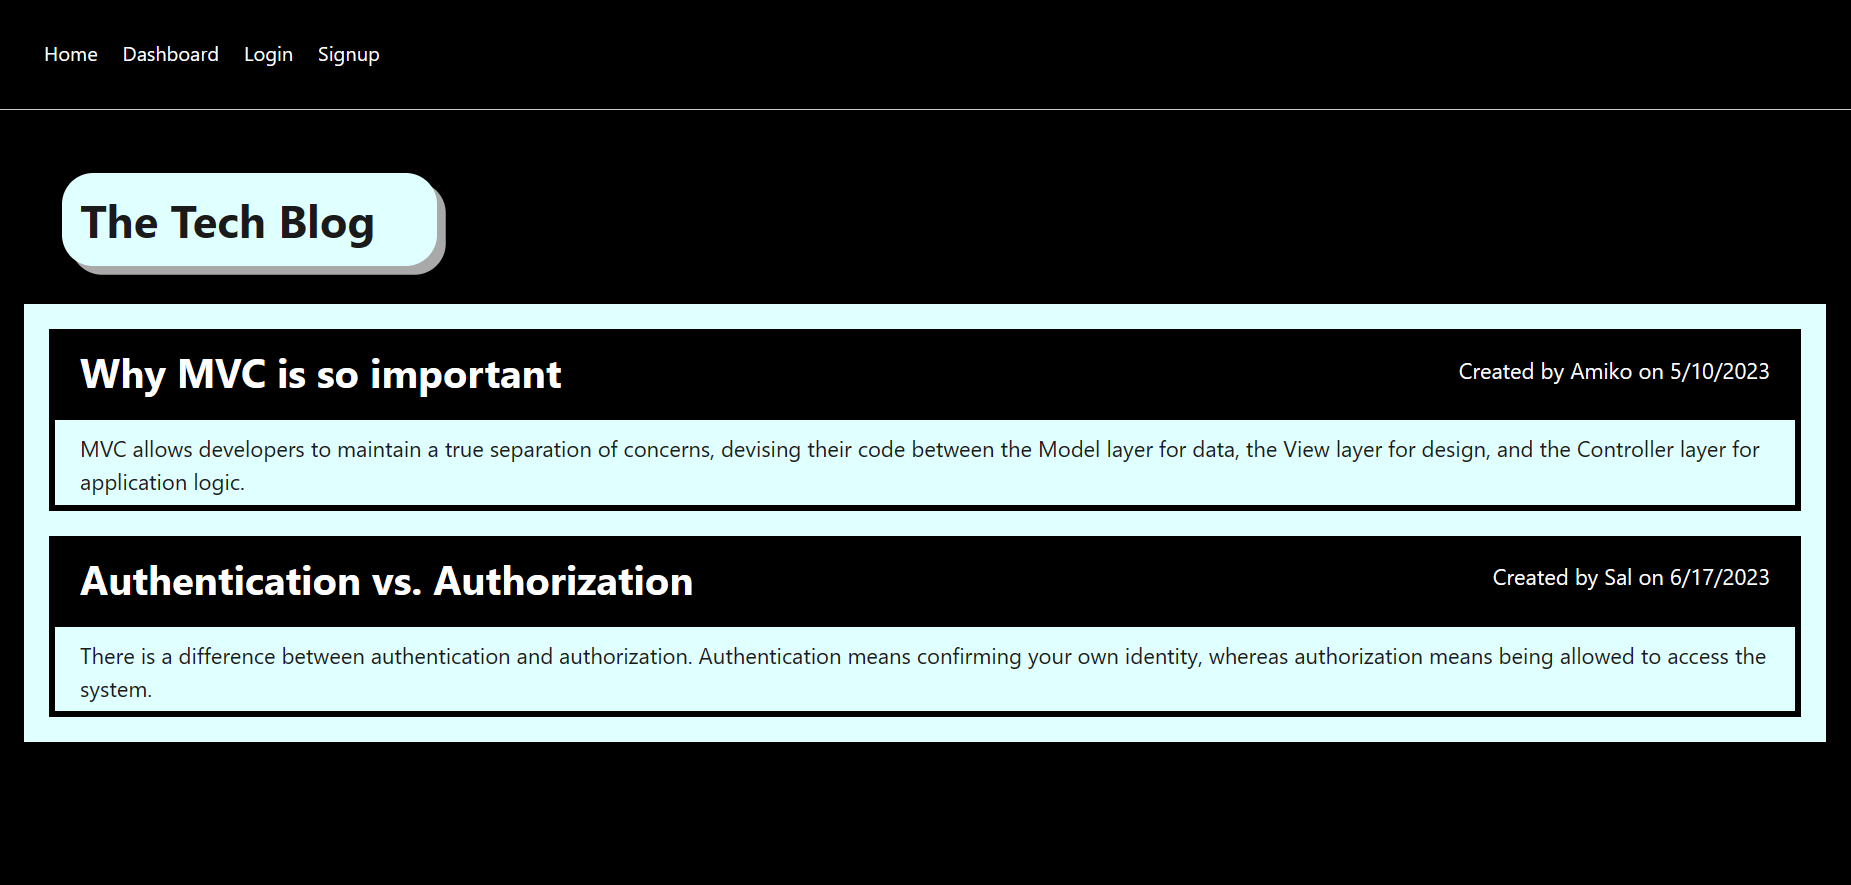 Home Dashboard Login Signup
The Tech Blog
Why MVC is so important
Created by Amiko on 5/10/2023
MVC allows developers to maintain a true separation of concerns, devising their code between the Model layer for data, the View layer for design, and the Controller layer for
application logic.
Authentication vs. Authorization
Created by Sal on 6/17/2023
There is a difference between authentication and authorization. Authentication means confirming your own identity, whereas authorization means being allowed to access the
system.